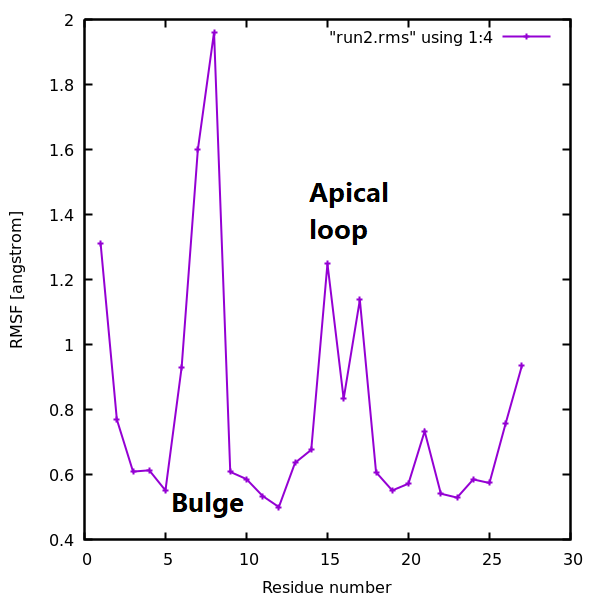 2
"run2.rms" using 1:4
1.8
1.6
Apical
1.4
loop
1.2
RMSF [angstrom]
1
0.8
0.6
Bulge
0.4
0 5 10 15 20 25 30
Residue number